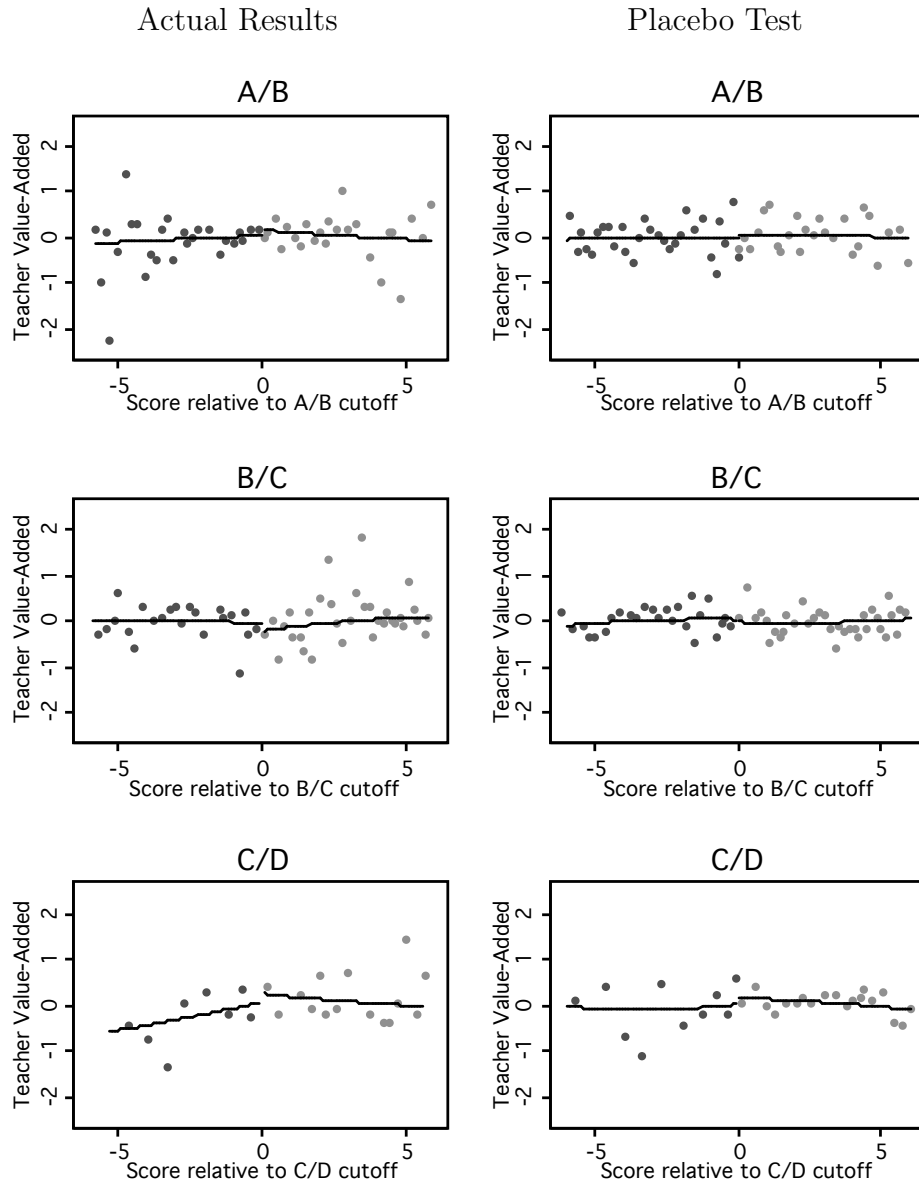 Actual Results Placebo Test
A/B A/B
Teacher Value-Added Teacher Value-Added
2 2
1 1
0 0
-1 -1
-2 -2
-5 0 5 -5 0 5
Score relative to A/B cutoff Score relative to A/B cutoff
B/C B/C
Teacher Value-Added Teacher Value-Added
2 2
1 1
0 0
-1 -1
-2 -2
-5 0 5 -5 0 5
Score relative to B/C cutoff Score relative to B/C cutoff
C/D C/D
Teacher Value-Added Teacher Value-Added
2 2
1 1
0 0
-1 -1
-2 -2
-5 0 5 -5 0 5
Score relative to C/D cutoff Score relative to C/D cutoff